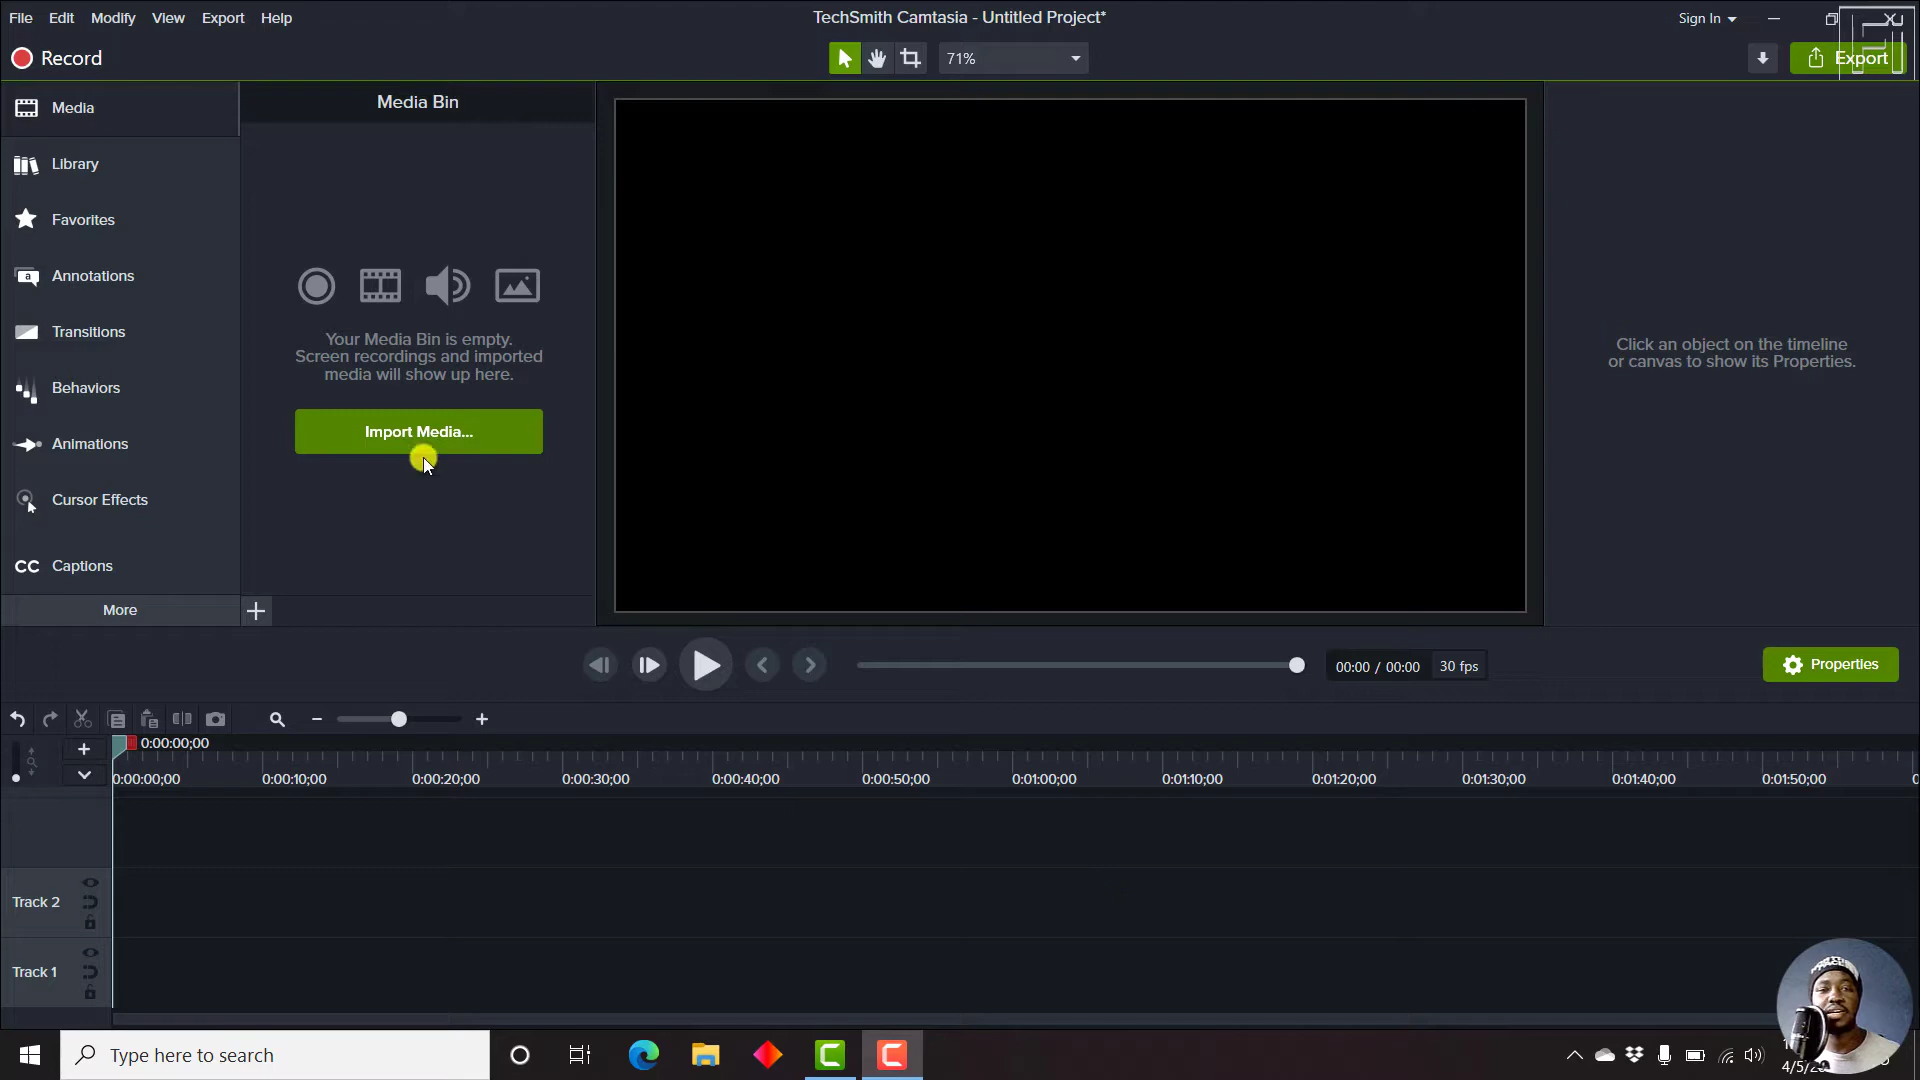 File Edit Modify View Export Help
TechSmith Camtasia - Untitled Project*
Sign In
Record
71%
Export
Media
Media Bin
Library
Favorites
Annotations
Transitions
Behaviors
Animations
Cursor Effects
CC Captions
More
Your Media Bin is empty.
Screen recordings and imported
media will show up here.
Import Media...
Click an object on the timeline
or canvas to show its Properties.
00:00 / 00:00
30 fps
Properties
0:00:00;00
0:00:00;00 0:00:10;00 0:00:20;00 0:00:30;00 0:00:40;00 0:00:50;00 0:01:00;00 0:01:10;00 0:01:20;00 0:01:30;00 0:01:40;00 0:01:50;00
Track 2
Track 1
Type here to search